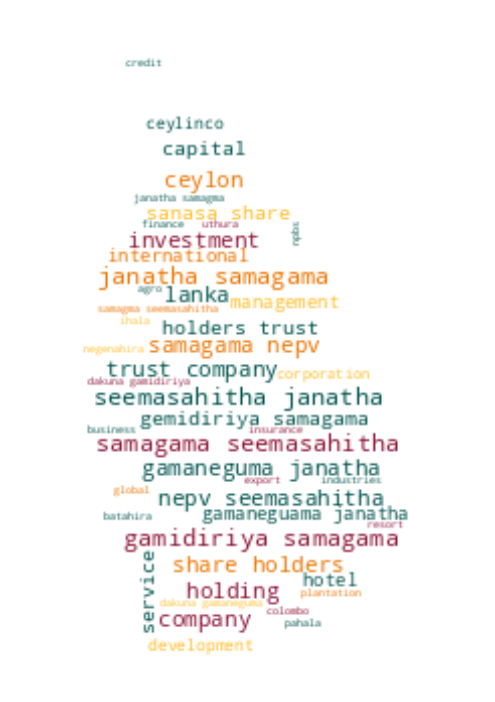 credit
ceylinco
capital
ceylon
janatha samagma
sanasa share
finance
uthura
npbs
investment
international
janatha samagama
agro
lanka
management
samagma seemasahitha
ihala
holders trust
negenahira
samagama nepv
trust company
corporation
dakuna gamidiriya
seemasahitha janatha
gemidiriya samagama
business
insurance
samagama seemasahitha
gamaneguma janatha
export
industries
global
nepv seemasahitha
batahira
gamaneguama janatha
resort
gamidiriya samagama
service
share holders
hotel
holding
plantation
dakuna gamaneguma
colombo
company
pahala
development